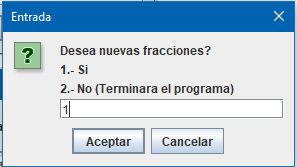 Entrada
Desea nuevas fracciones?
1.- Si
2.- No (Terminara el programa)
1
Aceptar Cancelar